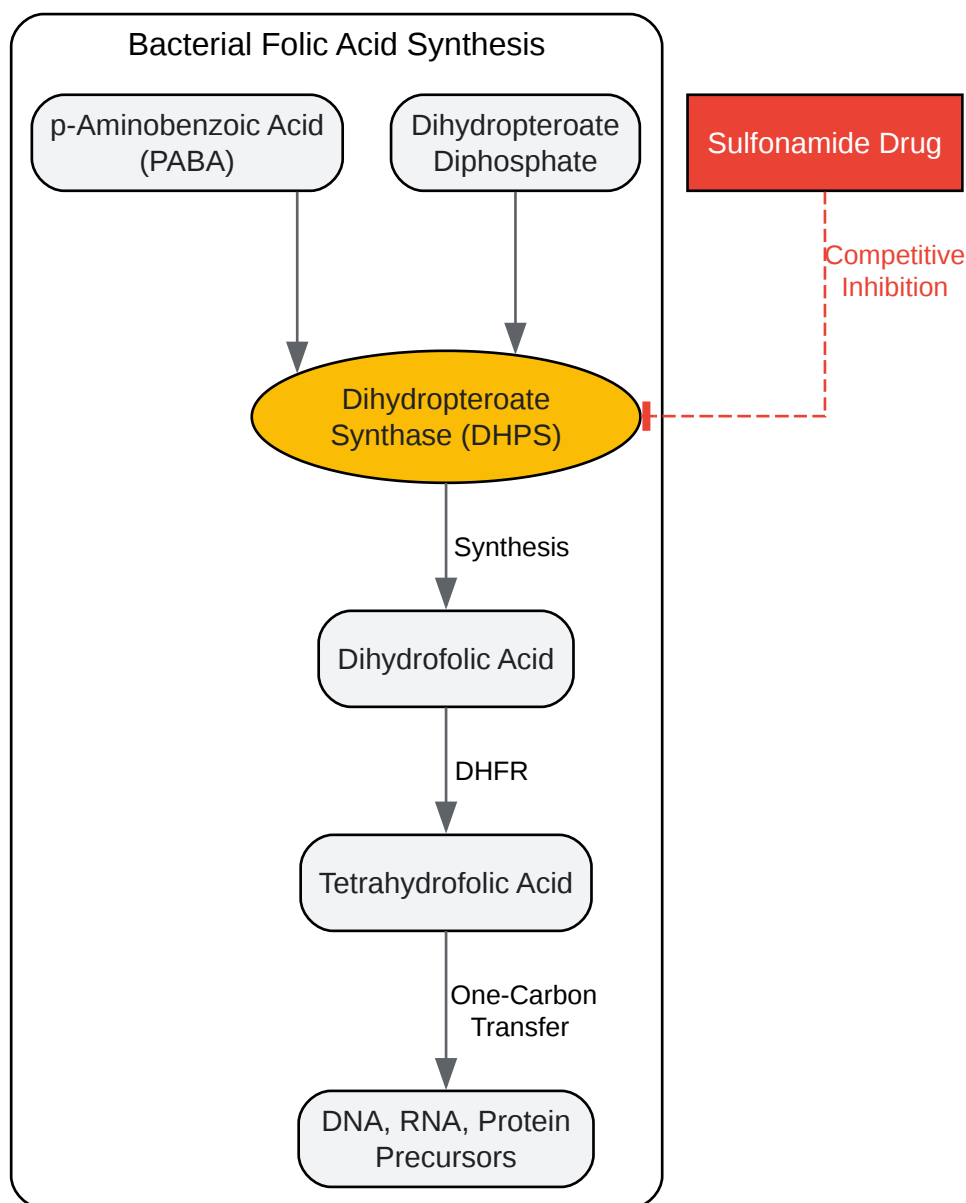 Bacterial Folic Acid Synthesis
p-Aminobenzoic Acid
(PABA)
Dihydropteroate
Diphosphate
Sulfonamide Drug
Competitive
Inhibition
Dihydropteroate
Synthase (DHPS)
Synthesis
Dihydrofolic Acid
DHFR
Tetrahydrofolic Acid
One-Carbon
Transfer
DNA, RNA, Protein
Precursors